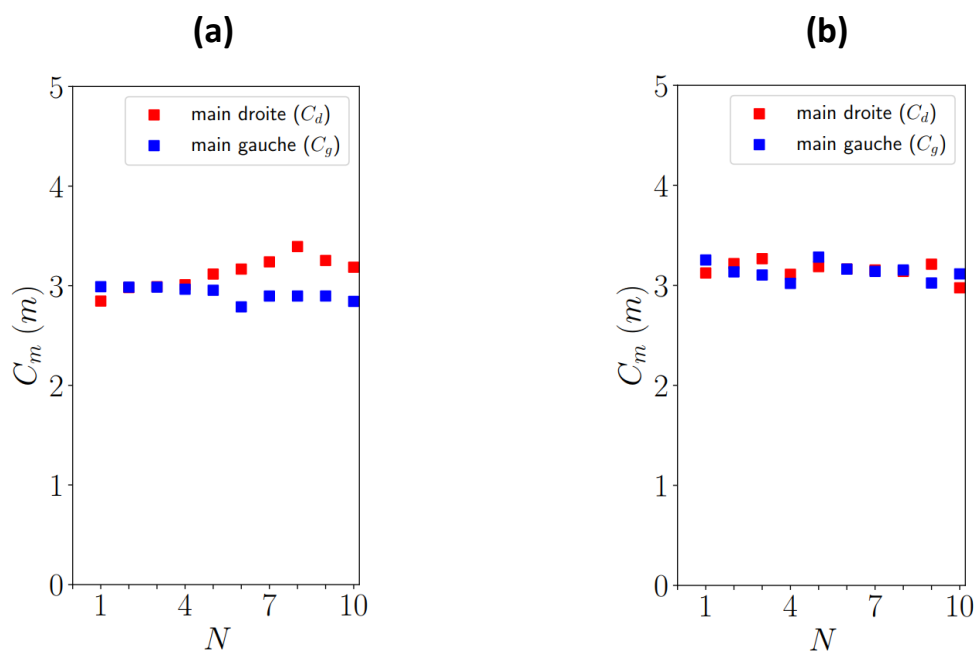 (a)
5
4
3
2
1
0
C_m (m)
main droite (C_d)
main gauche (C_g)
1 4 7 10
N
(b)
5
4
3
2
1
0
C_m (m)
main droite (C_d)
main gauche (C_g)
1 4 7 10
N